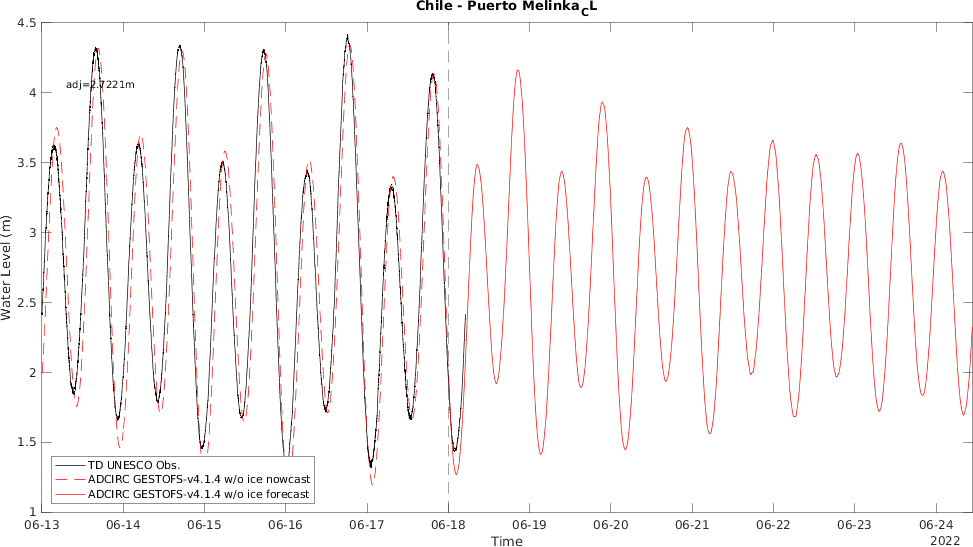 Chile - Puerto Melinka_CL
4.5
4
3.5
3
2.5
2
1.5
1
Water Level (m)
adj=2.7221m
TD UNESCO Obs.
ADCIRC GESTOFS-v4.1.4 w/o ice nowcast
ADCIRC GESTOFS-v4.1.4 w/o ice forecast
06-13 06-14 06-15 06-16 06-17 06-18 06-19 06-20 06-21 06-22 06-23 06-24
Time
2022